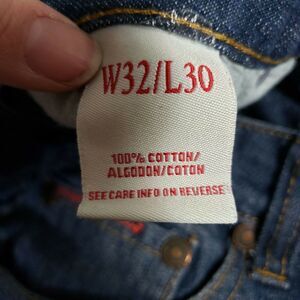 W32/L30
100% COTTON/
ALGODON/COTON
SEE CARE INFO ON REVERSE